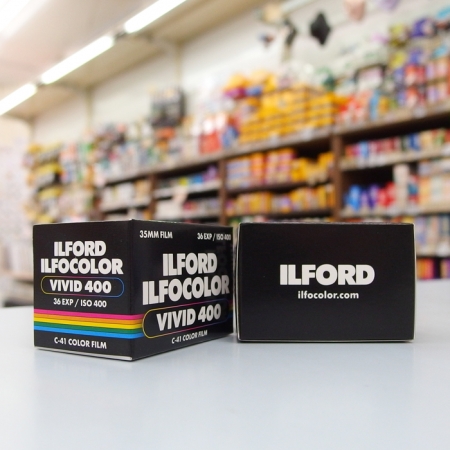 ILFORD
ILFOCOLOR
VIVID 400
36 EXP / ISO 400
C-41 COLOR FILM
35MM FILM
36 EXP / ISO 400
ILFORD
ILFOCOLOR
VIVID 400
C-41 COLOR FILM
ILFORD
ilfocolor.com